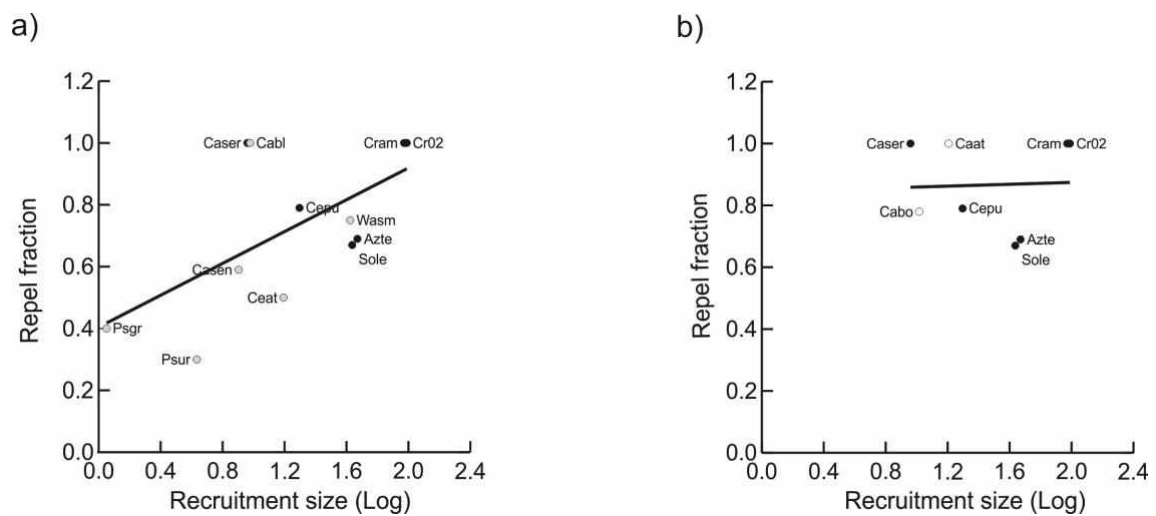 a)
1.2
1.0
0.8
0.6
0.4
0.2
0.0
Repel fraction
Caser Cabl
Cram Cr02
Cepu
Wasm
Azte
Sole
Casen
Ceat
Psgr
Psur
0.0 0.4 0.8 1.2 1.6 2.0 2.4
Recruitment size (Log)
b)
1.2
1.0
0.8
0.6
0.4
0.2
0.0
Repel fraction
Caser Caat Cram Cr02
Cabo Cepu
Azte
Sole
0.0 0.4 0.8 1.2 1.6 2.0 2.4
Recruitment size (Log)